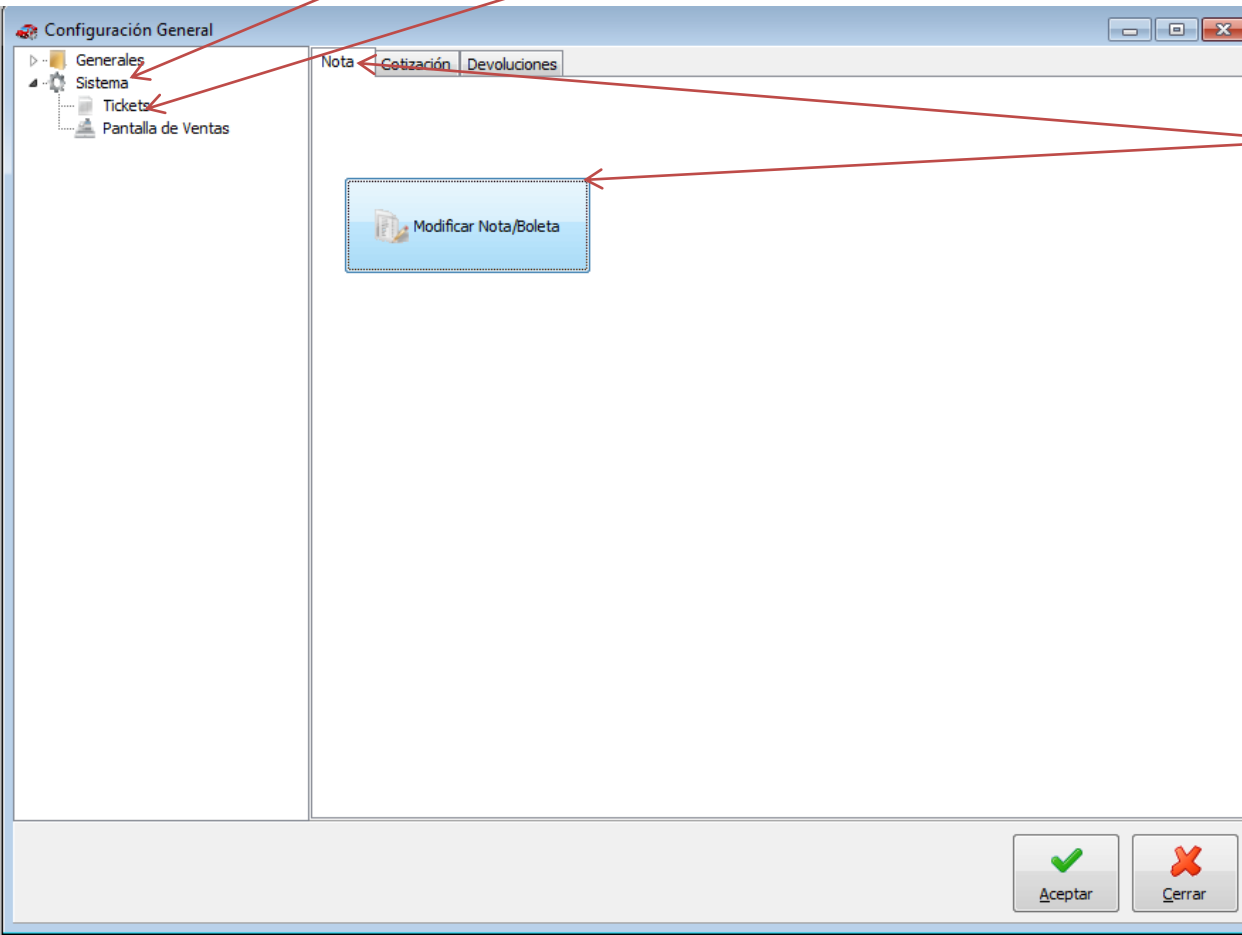 Configuración General
Generales
Sistema
Tickets
Pantalla de Ventas
Nota Cotización Devoluciones
Modificar Nota/Boleta
Aceptar Cerrar